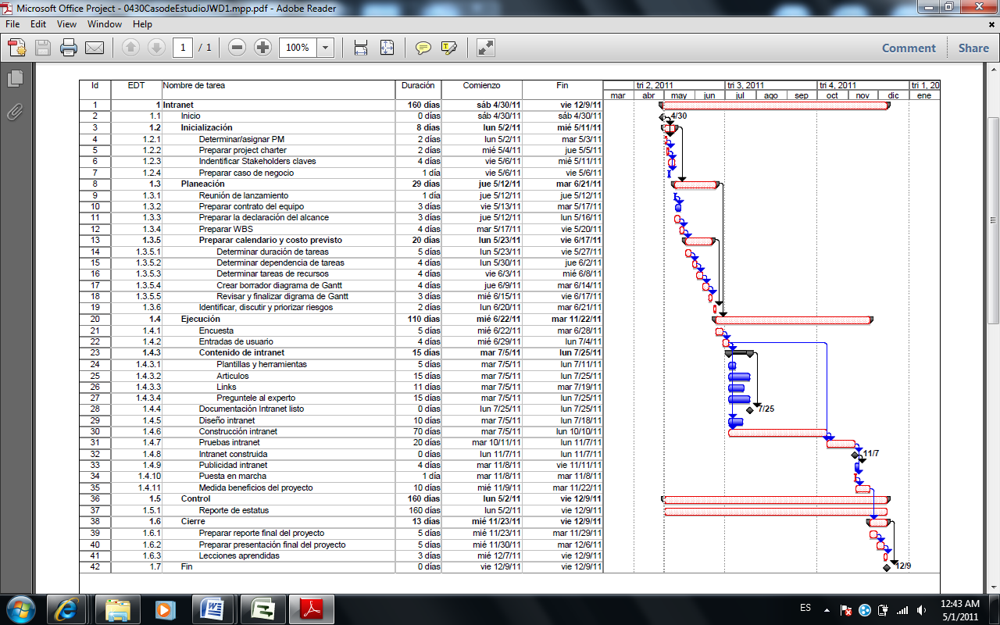 Microsoft Office Project - 0430CasodeEstudioJWD1.mpp.pdf - Adobe Reader
File Edit View Window Help
1 / 1 100% Comment Share
Id EDT Nombre de tarea Duración Comienzo Fin tri 2, 2011 tri 3, 2011 tri 4, 2011 tri 1, 20
mar abr may jun jul ago sep oct nov dic ene
1 1 Intranet 160 días sáb 4/30/11 vie 12/9/11
2 1.1 Inicio 0 días sáb 4/30/11 sáb 4/30/11 4/30
3 1.2 Inicialización 8 días lun 5/2/11 mié 5/11/11
4 1.2.1 Determinar/asignar PM 2 días lun 5/2/11 mar 5/3/11
5 1.2.2 Preparar project charter 2 días mié 5/4/11 jue 5/5/11
6 1.2.3 Indentificar Stakeholders claves 4 días vie 5/6/11 mié 5/11/11
7 1.2.4 Preparar caso de negocio 1 día vie 5/6/11 vie 5/6/11
8 1.3 Planeación 29 días jue 5/12/11 mar 6/21/11
9 1.3.1 Reunión de lanzamiento 1 día jue 5/12/11 jue 5/12/11
10 1.3.2 Preparar contrato del equipo 3 días vie 5/13/11 mar 5/17/11
11 1.3.3 Preparar la declaración del alcance 3 días jue 5/12/11 lun 5/16/11
12 1.3.4 Preparar WBS 4 días mar 5/17/11 vie 5/20/11
13 1.3.5 Preparar calendario y costo previsto 20 días lun 5/23/11 vie 6/17/11
14 1.3.5.1 Determinar duración de tareas 5 días lun 5/23/11 vie 5/27/11
15 1.3.5.2 Determinar dependencia de tareas 4 días lun 5/30/11 jue 6/2/11
16 1.3.5.3 Determinar tareas de recursos 4 días vie 6/3/11 mié 6/8/11
17 1.3.5.4 Crear borrador diagrama de Gantt 4 días jue 6/9/11 mar 6/14/11
18 1.3.5.5 Revisar y finalizar digrama de Gantt 3 días mié 6/15/11 vie 6/17/11
19 1.3.6 Identificar, discutir y priorizar riesgos 2 días lun 6/20/11 mar 6/21/11
20 1.4 Ejecución 110 días mié 6/22/11 mar 11/22/11
21 1.4.1 Encuesta 5 días mié 6/22/11 mar 6/28/11
22 1.4.2 Entradas de usuario 4 días mié 6/29/11 lun 7/4/11
23 1.4.3 Contenido de intranet 15 días mar 7/5/11 lun 7/25/11
24 1.4.3.1 Plantillas y herramientas 5 días mar 7/5/11 lun 7/11/11
25 1.4.3.2 Articulos 15 días mar 7/5/11 lun 7/25/11
26 1.4.3.3 Links 11 días mar 7/5/11 mar 7/19/11
27 1.4.3.4 Preguntele al experto 15 días mar 7/5/11 lun 7/25/11
28 1.4.4 Documentación Intranet listo 0 días lun 7/25/11 lun 7/25/11 7/25
29 1.4.5 Diseño intranet 10 días mar 7/5/11 lun 7/18/11
30 1.4.6 Construcción intranet 70 días mar 7/5/11 lun 10/10/11
31 1.4.7 Pruebas intranet 20 días mar 10/11/11 lun 11/7/11
32 1.4.8 Intranet construida 0 días lun 11/7/11 lun 11/7/11 11/7
33 1.4.9 Publicidad intranet 4 días mar 11/8/11 vie 11/11/11
34 1.4.10 Puesta en marcha 1 día mar 11/8/11 mar 11/8/11
35 1.4.11 Medida beneficios del proyecto 10 días mié 11/9/11 mar 11/22/11
36 1.5 Control 160 días lun 5/2/11 vie 12/9/11
37 1.5.1 Reporte de estatus 160 días lun 5/2/11 vie 12/9/11
38 1.6 Cierre 13 días mié 11/23/11 vie 12/9/11
39 1.6.1 Preparar reporte final del proyecto 5 días mié 11/23/11 mar 11/29/11
40 1.6.2 Preparar presentación final del proyecto 5 días mié 11/30/11 mar 12/6/11
41 1.6.3 Lecciones aprendidas 3 días mié 12/7/11 vie 12/9/11
42 1.7 Fin 0 días vie 12/9/11 vie 12/9/11 12/9
ES 12:43 AM
5/1/2011